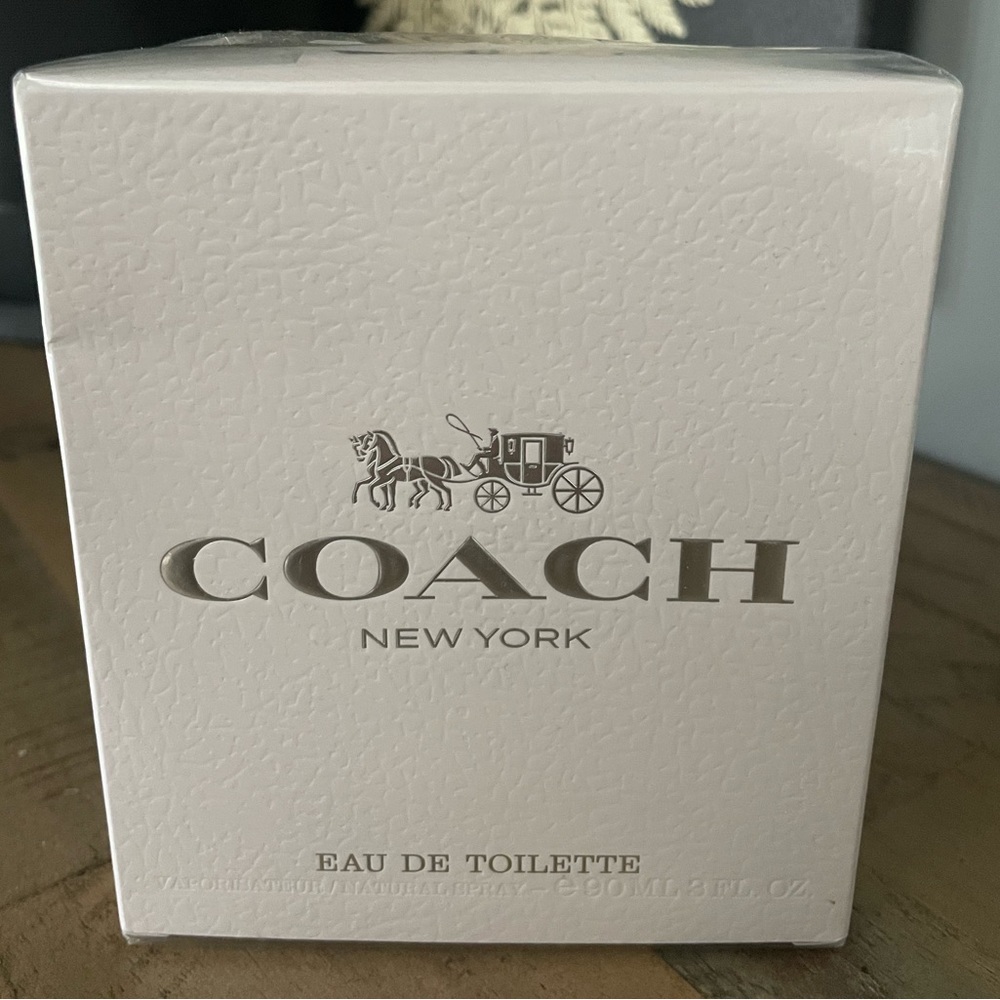 COACH
NEW YORK
EAU DE TOILETTE
VAPORISATEUR/NATURAL SPRAY – ℮ 90 ML 3 FL. OZ